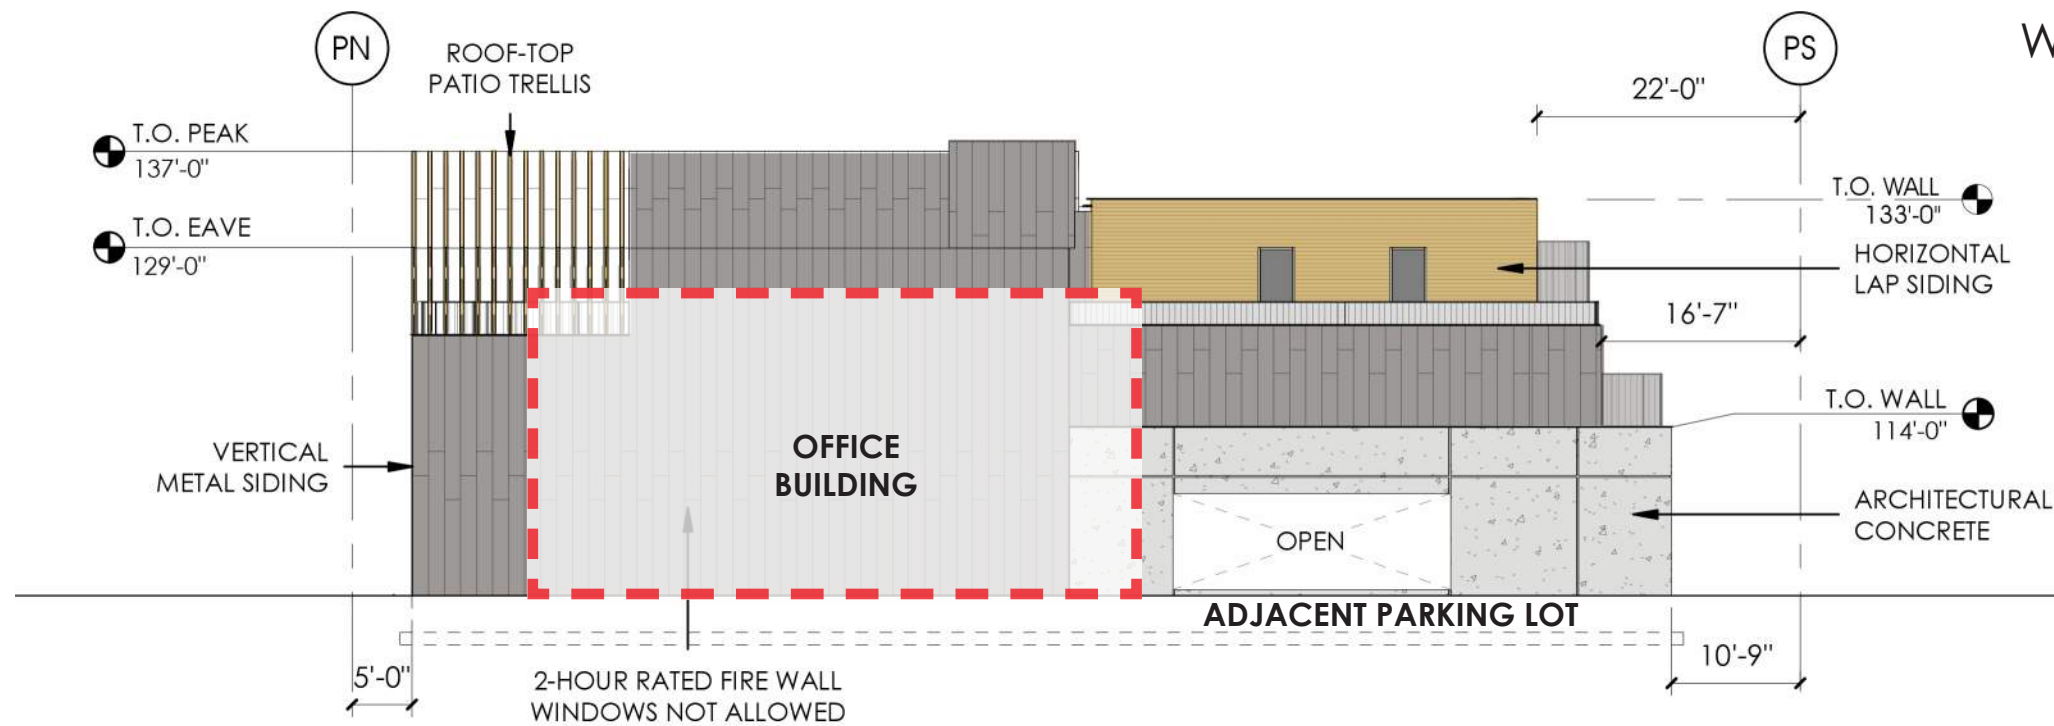 PN
ROOF-TOP
PATIO TRELLIS
PS
W
22'-0"
T.O. PEAK
137'-0"
T.O. WALL
133'-0"
T.O. EAVE
129'-0"
HORIZONTAL
LAP SIDING
16'-7"
T.O. WALL
114'-0"
VERTICAL
METAL SIDING
OFFICE
BUILDING
ARCHITECTURAL
CONCRETE
OPEN
ADJACENT PARKING LOT
5'-0"
2-HOUR RATED FIRE WALL
WINDOWS NOT ALLOWED
10'-9"